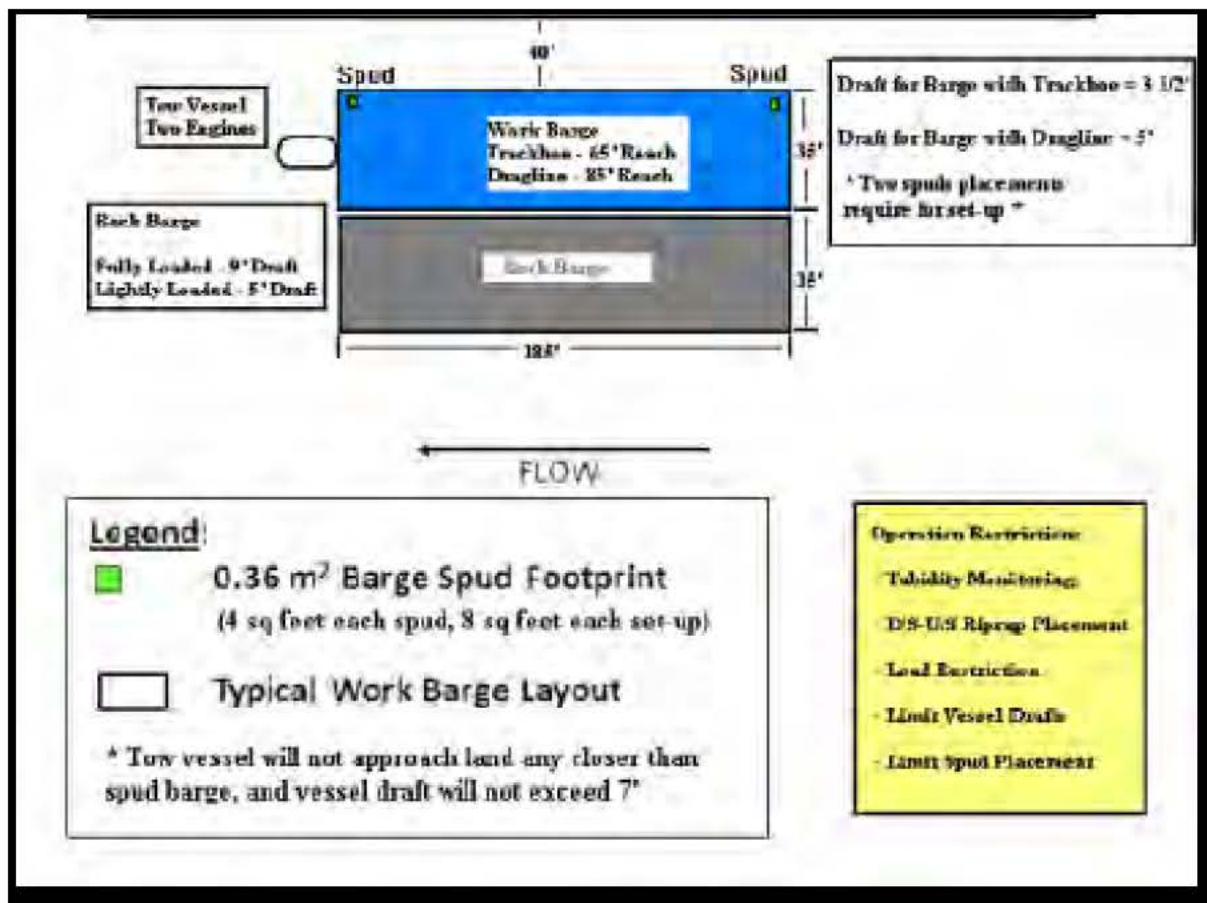 40'
Spud
Spud
Tow Vessel
Two Engines
Work Barge
Trackhoe - 65' Reach
Dragline - 85' Reach
35'
Draft for Barge with Trackhoe = 3 1/2'
Draft for Barge with Dragline = 5'
* Two spuds placements
require for set-up *
Rock Barge
Fully Loaded - 9' Draft
Lightly Loaded - 5' Draft
Rock Barge
35'
FLOW
Legend:
0.36 m² Barge Spud Footprint
(4 sq feet each spud, 8 sq feet each set-up)
Typical Work Barge Layout
* Tow vessel will not approach land any closer than
spud barge, and vessel draft will not exceed 7'
Operation Restrictions
- Tubidity Monitoring
- D/S-U/S Riprap Placement
- Load Restriction
- Limit Vessel Drafts
- Limit Spud Placement